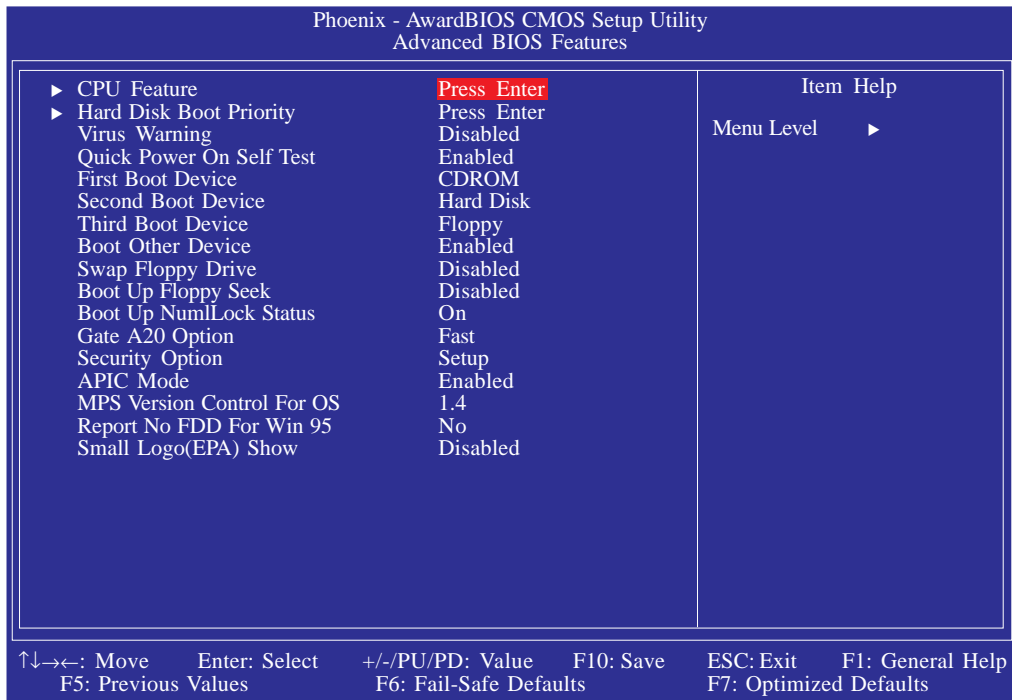 Phoenix - AwardBIOS CMOS Setup Utility
Advanced BIOS Features
▶ CPU Feature Press Enter
▶ Hard Disk Boot Priority Press Enter
Virus Warning Disabled
Quick Power On Self Test Enabled
First Boot Device CDROM
Second Boot Device Hard Disk
Third Boot Device Floppy
Boot Other Device Enabled
Swap Floppy Drive Disabled
Boot Up Floppy Seek Disabled
Boot Up NumlLock Status On
Gate A20 Option Fast
Security Option Setup
APIC Mode Enabled
MPS Version Control For OS 1.4
Report No FDD For Win 95 No
Small Logo(EPA) Show Disabled
Item Help
Menu Level ▶
↑↓→←: Move Enter: Select +/-/PU/PD: Value F10: Save ESC: Exit F1: General Help
F5: Previous Values F6: Fail-Safe Defaults F7: Optimized Defaults